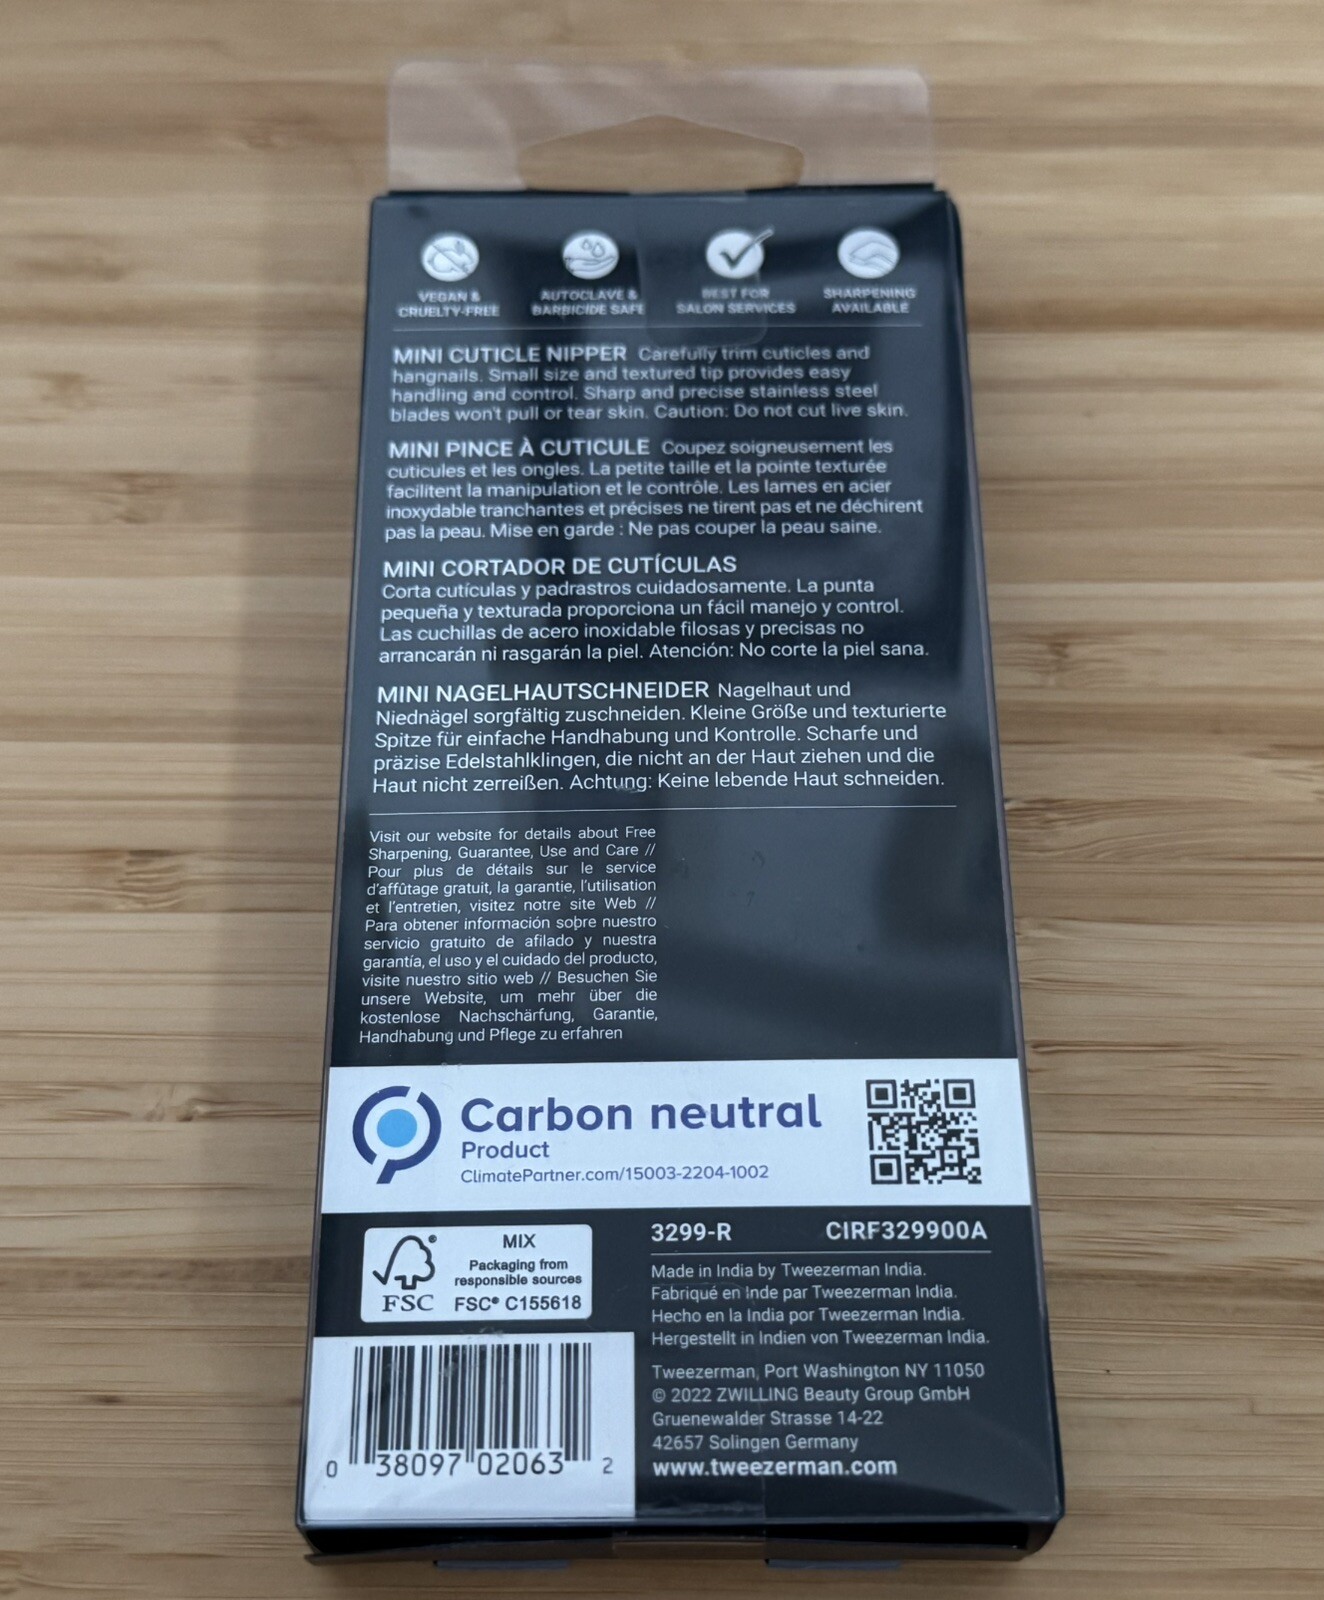 VEGAN &
CRUELTY-FREE
AUTOCLAVE &
BARBICIDE SAFE
BEST FOR
SALON SERVICES
SHARPENING
AVAILABLE
MINI CUTICLE NIPPER Carefully trim cuticles and
hangnails. Small size and textured tip provides easy
handling and control. Sharp and precise stainless steel
blades won't pull or tear skin. Caution: Do not cut live skin.
MINI PINCE À CUTICULE Coupez soigneusement les
cuticules et les ongles. La petite taille et la pointe texturée
facilitent la manipulation et le contrôle. Les lames en acier
inoxydable tranchantes et précises ne tirent pas et ne déchirent
pas la peau. Mise en garde : Ne pas couper la peau saine.
MINI CORTADOR DE CUTÍCULAS
Corta cutículas y padrastros cuidadosamente. La punta
pequeña y texturada proporciona un fácil manejo y control.
Las cuchillas de acero inoxidable filosas y precisas no
arrancarán ni rasgarán la piel. Atención: No corte la piel sana.
MINI NAGELHAUTSCHNEIDER Nagelhaut und
Niednägel sorgfältig zuschneiden. Kleine Größe und texturierte
Spitze für einfache Handhabung und Kontrolle. Scharfe und
präzise Edelstahlklingen, die nicht an der Haut ziehen und die
Haut nicht zerreißen. Achtung: Keine lebende Haut schneiden.
Visit our website for details about Free
Sharpening, Guarantee, Use and Care //
Pour plus de détails sur le service
d'affûtage gratuit, la garantie, l'utilisation
et l'entretien, visitez notre site Web //
Para obtener información sobre nuestro
servicio gratuito de afilado y nuestra
garantía, el uso y el cuidado del producto,
visite nuestro sitio web // Besuchen Sie
unsere Website, um mehr über die
kostenlose Nachschärfung, Garantie,
Handhabung und Pflege zu erfahren
Carbon neutral
Product
ClimatePartner.com/15003-2204-1002
FSC
MIX
Packaging from
responsible sources
FSC® C155618
3299-R CIRF329900A
Made in India by Tweezerman India.
Fabriqué en Inde par Tweezerman India.
Hecho en la India por Tweezerman India.
Hergestellt in Indien von Tweezerman India.
Tweezerman, Port Washington NY 11050
© 2022 ZWILLING Beauty Group GmbH
Gruenewalder Strasse 14-22
42657 Solingen Germany
www.tweezerman.com
0 38097 02063 2